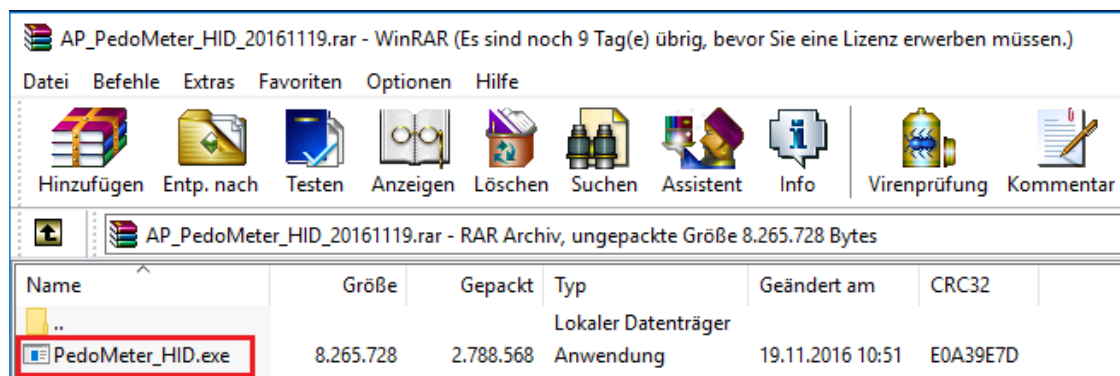 AP_PedoMeter_HID_20161119.rar - WinRAR (Es sind noch 9 Tag(e) übrig, bevor Sie eine Lizenz erwerben müssen.)
Datei Befehle Extras Favoriten Optionen Hilfe
Hinzufügen Entp. nach Testen Anzeigen Löschen Suchen Assistent Info Virenprüfung Kommentar
AP_PedoMeter_HID_20161119.rar - RAR Archiv, ungepackte Größe 8.265.728 Bytes
Name Größe Gepackt Typ Geändert am CRC32
.. Lokaler Datenträger
PedoMeter_HID.exe 8.265.728 2.788.568 Anwendung 19.11.2016 10:51 E0A39E7D